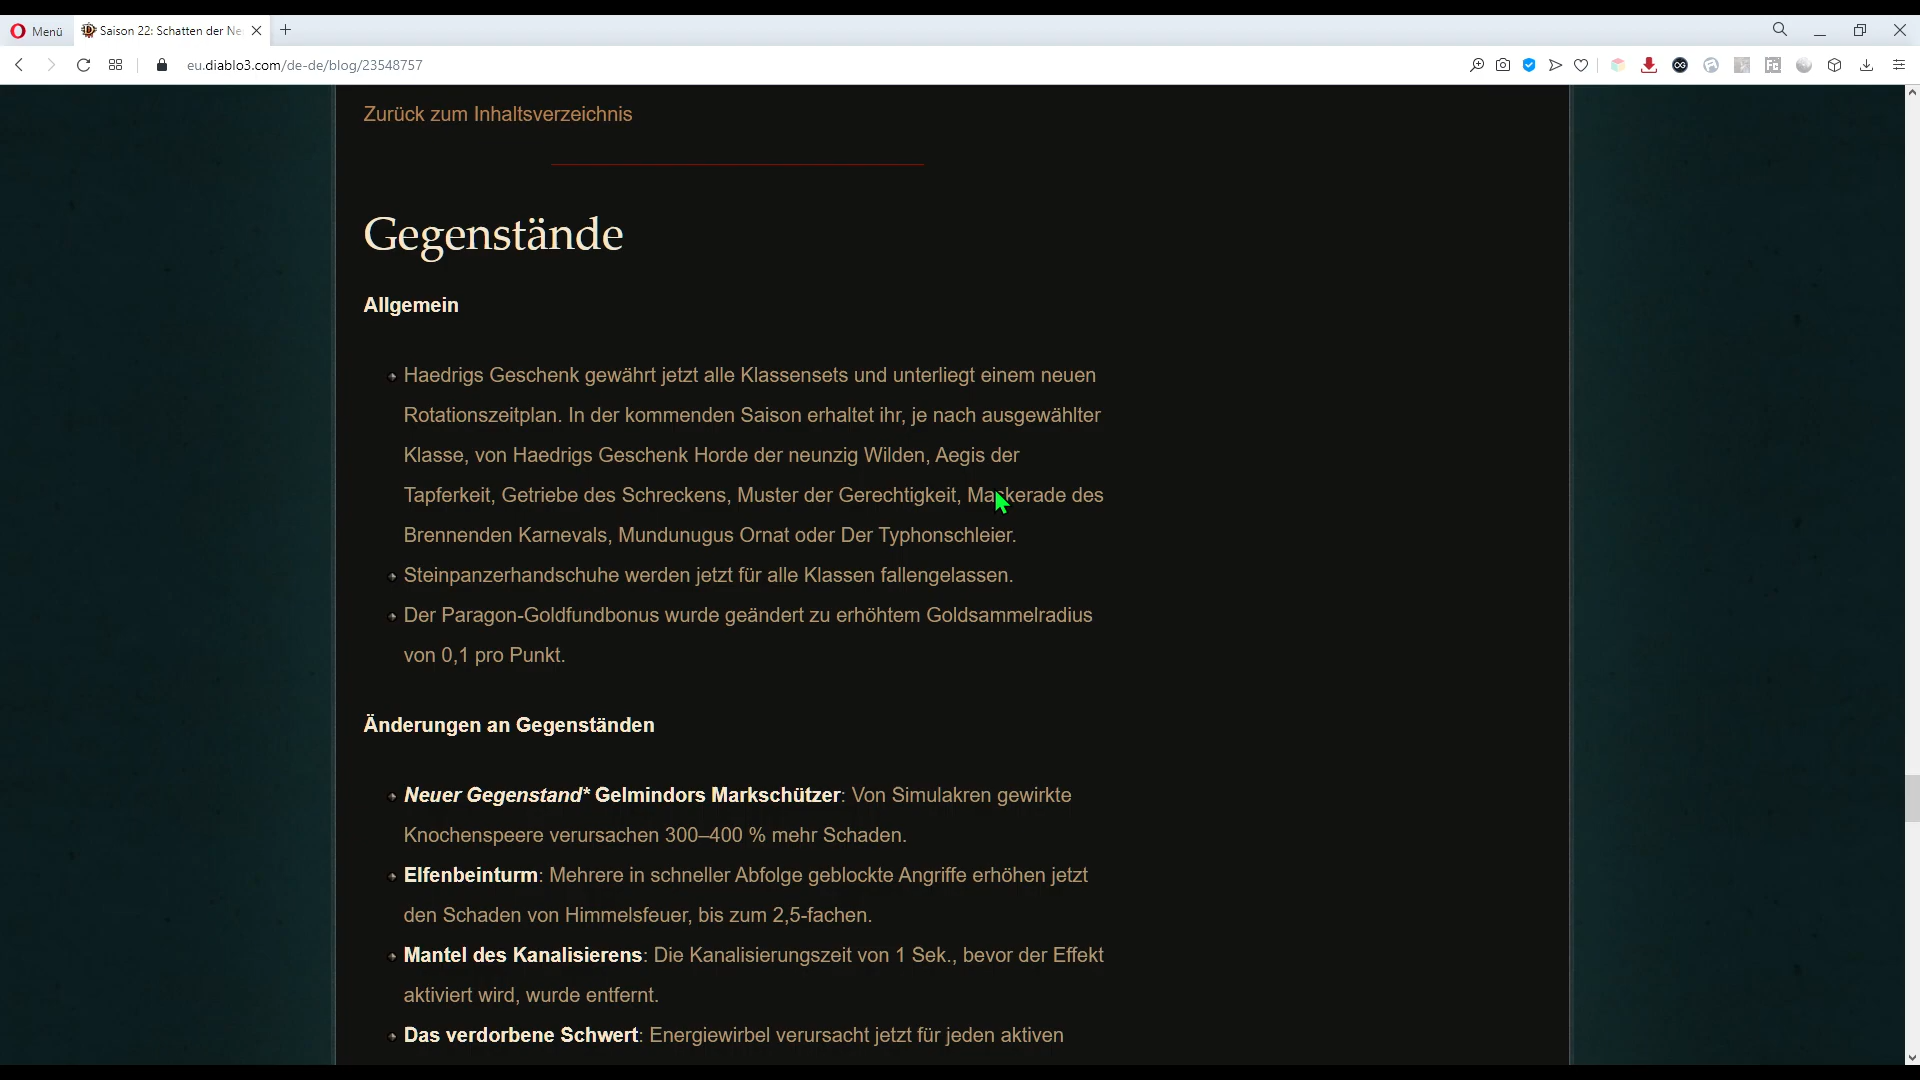 Menü
Saison 22: Schatten der Ne
eu.diablo3.com/de-de/blog/23548757
Zurück zum Inhaltsverzeichnis
Gegenstände
Allgemein
Haedrigs Geschenk gewährt jetzt alle Klassensets und unterliegt einem neuen
Rotationszeitplan. In der kommenden Saison erhaltet ihr, je nach ausgewählter
Klasse, von Haedrigs Geschenk Horde der neunzig Wilden, Aegis der
Tapferkeit, Getriebe des Schreckens, Muster der Gerechtigkeit, Maskerade des
Brennenden Karnevals, Mundunugus Ornat oder Der Typhonschleier.
Steinpanzerhandschuhe werden jetzt für alle Klassen fallengelassen.
Der Paragon-Goldfundbonus wurde geändert zu erhöhtem Goldsammelradius
von 0,1 pro Punkt.
Änderungen an Gegenständen
Neuer Gegenstand* Gelmindors Markschützer: Von Simulakren gewirkte
Knochenspeere verursachen 300–400 % mehr Schaden.
Elfenbeinturm: Mehrere in schneller Abfolge geblockte Angriffe erhöhen jetzt
den Schaden von Himmelsfeuer, bis zum 2,5-fachen.
Mantel des Kanalisierens: Die Kanalisierungszeit von 1 Sek., bevor der Effekt
aktiviert wird, wurde entfernt.
Das verdorbene Schwert: Energiewirbel verursacht jetzt für jeden aktiven